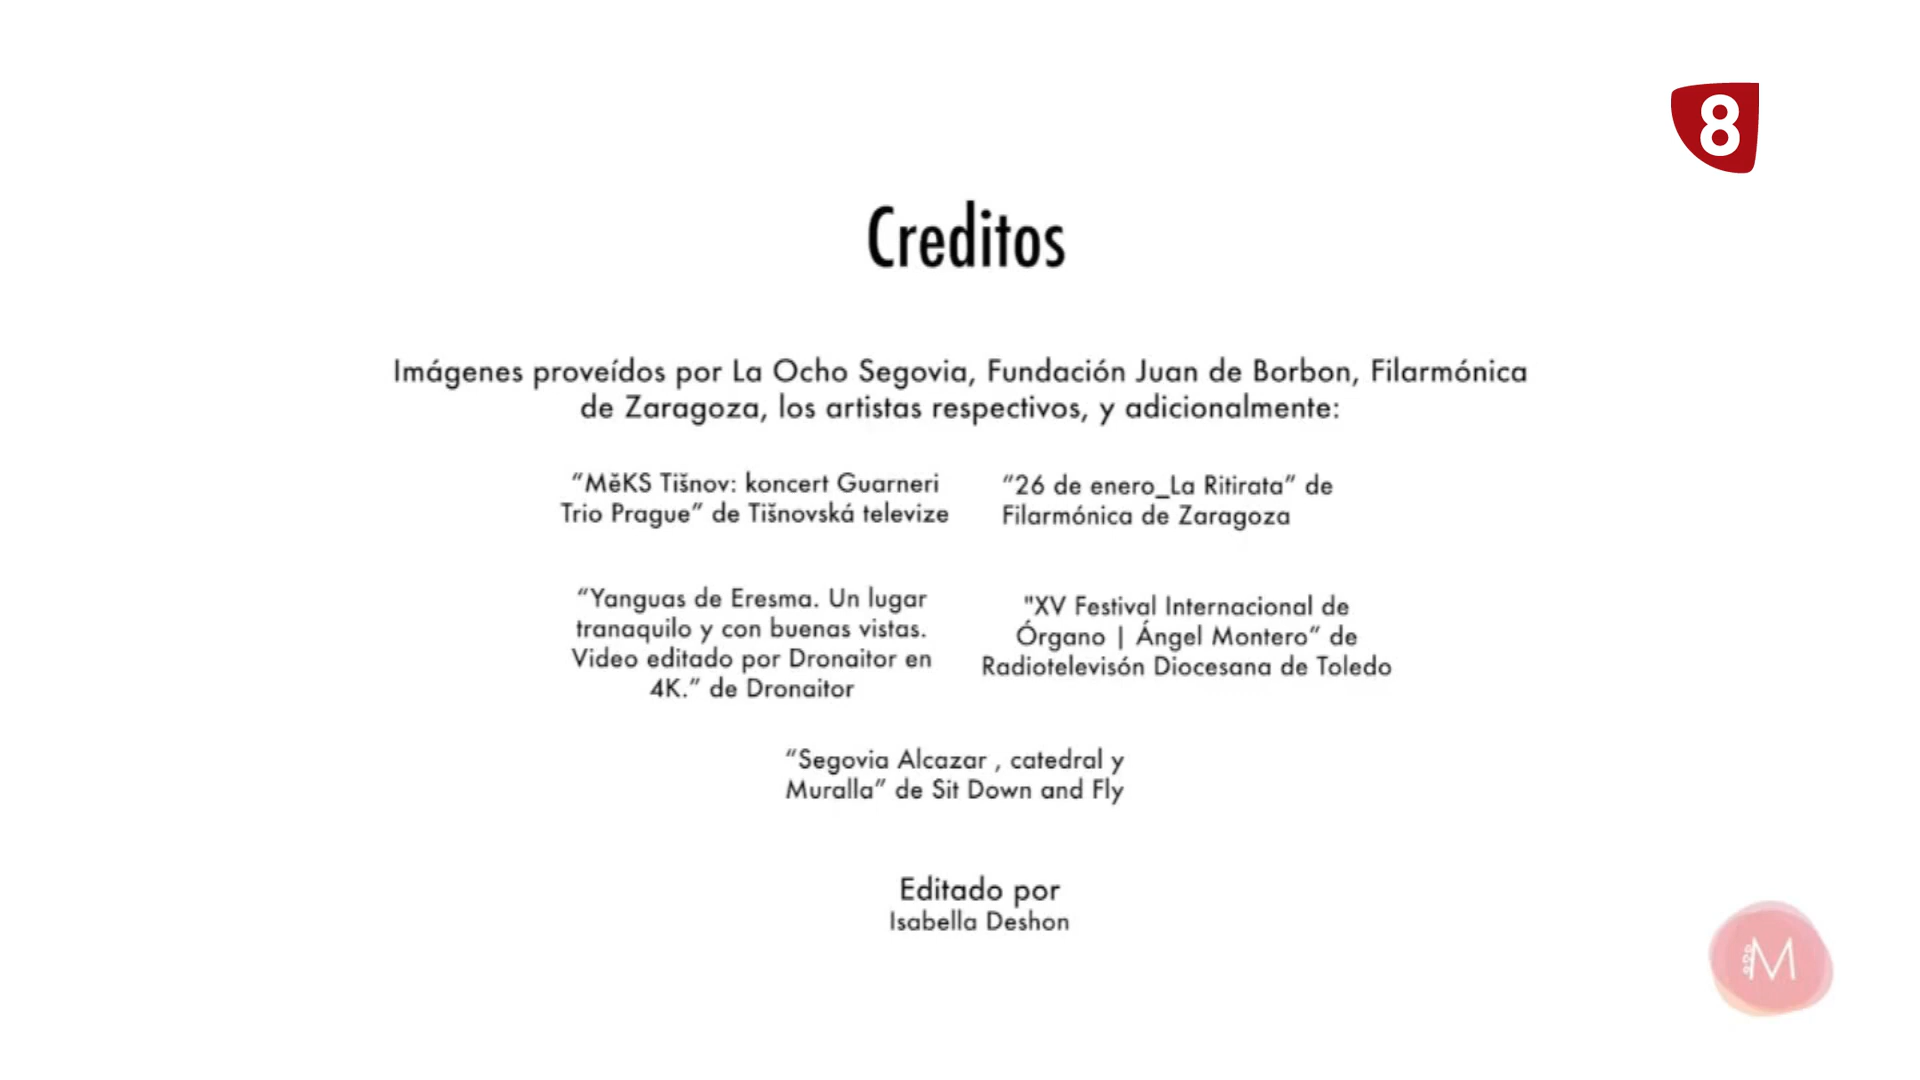 8
Creditos
Imágenes proveídos por La Ocho Segovia, Fundación Juan de Borbon, Filarmónica
de Zaragoza, los artistas respectivos, y adicionalmente:
“MěKS Tišnov: koncert Guarneri
Trio Prague” de Tišnovská televize
“26 de enero_La Ritirata” de
Filarmónica de Zaragoza
“Yanguas de Eresma. Un lugar
tranaquilo y con buenas vistas.
Video editado por Dronaitor en
4K.” de Dronaitor
"XV Festival Internacional de
Órgano | Ángel Montero” de
Radiotelevisón Diocesana de Toledo
“Segovia Alcazar , catedral y
Muralla” de Sit Down and Fly
Editado por
Isabella Deshon
M